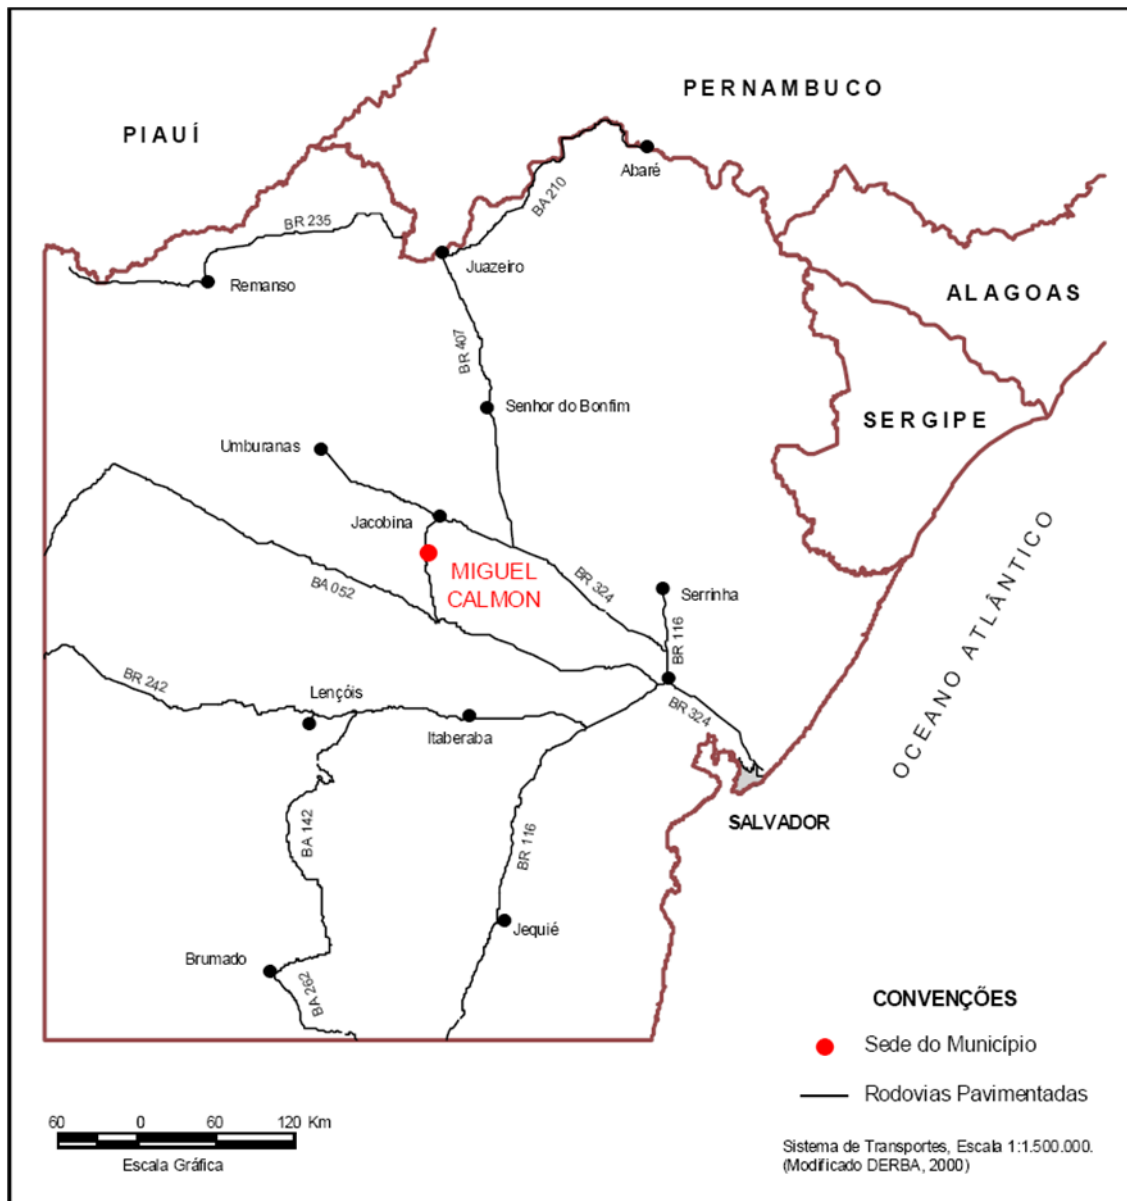 PERNAMBUCO
PIAUÍ
Abaré
BA 210
BR 235
Juazeiro
Remanso
ALAGOAS
BR 407
Senhor do Bonfim
SERGIPE
Umburanas
Jacobina
OCEANO ATLÂNTICO
MIGUEL
CALMON
BA 052
BR 324
Serrinha
BR 116
BR 242
Lençóis
BR 324
Itaberaba
SALVADOR
BA 142
BR 116
Jequié
Brumado
BA 262
CONVENÇÕES
Sede do Município
Rodovias Pavimentadas
60 0 60 120 Km
Escala Gráfica
Sistema de Transportes, Escala 1:1.500.000.
(Modificado DERBA, 2000)